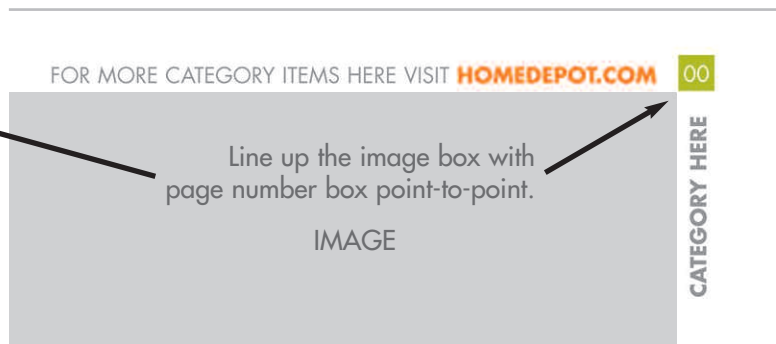 FOR MORE CATEGORY ITEMS HERE VISIT HOMEDEPOT.COM 00
Line up the image box with
page number box point-to-point.
IMAGE
CATEGORY HERE